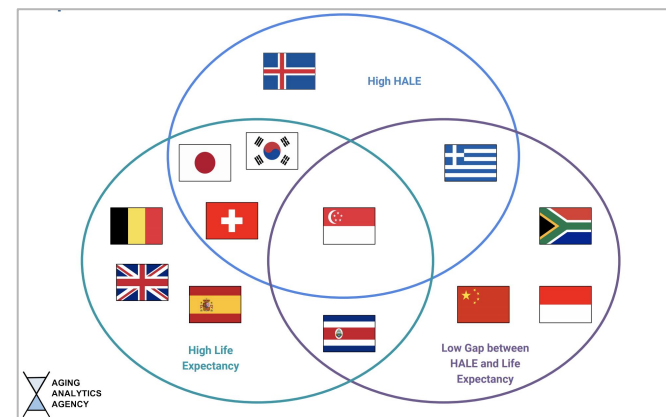 High HALE
High Life
Expectancy
Low Gap between
HALE and Life
Expectancy
AGING
ANALYTICS
AGENCY